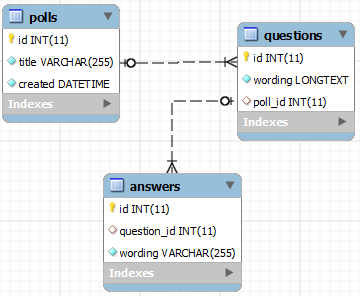 polls
id INT(11)
title VARCHAR(255)
created DATETIME
Indexes
questions
id INT(11)
wording LONGTEXT
poll_id INT(11)
Indexes
answers
id INT(11)
question_id INT(11)
wording VARCHAR(255)
Indexes